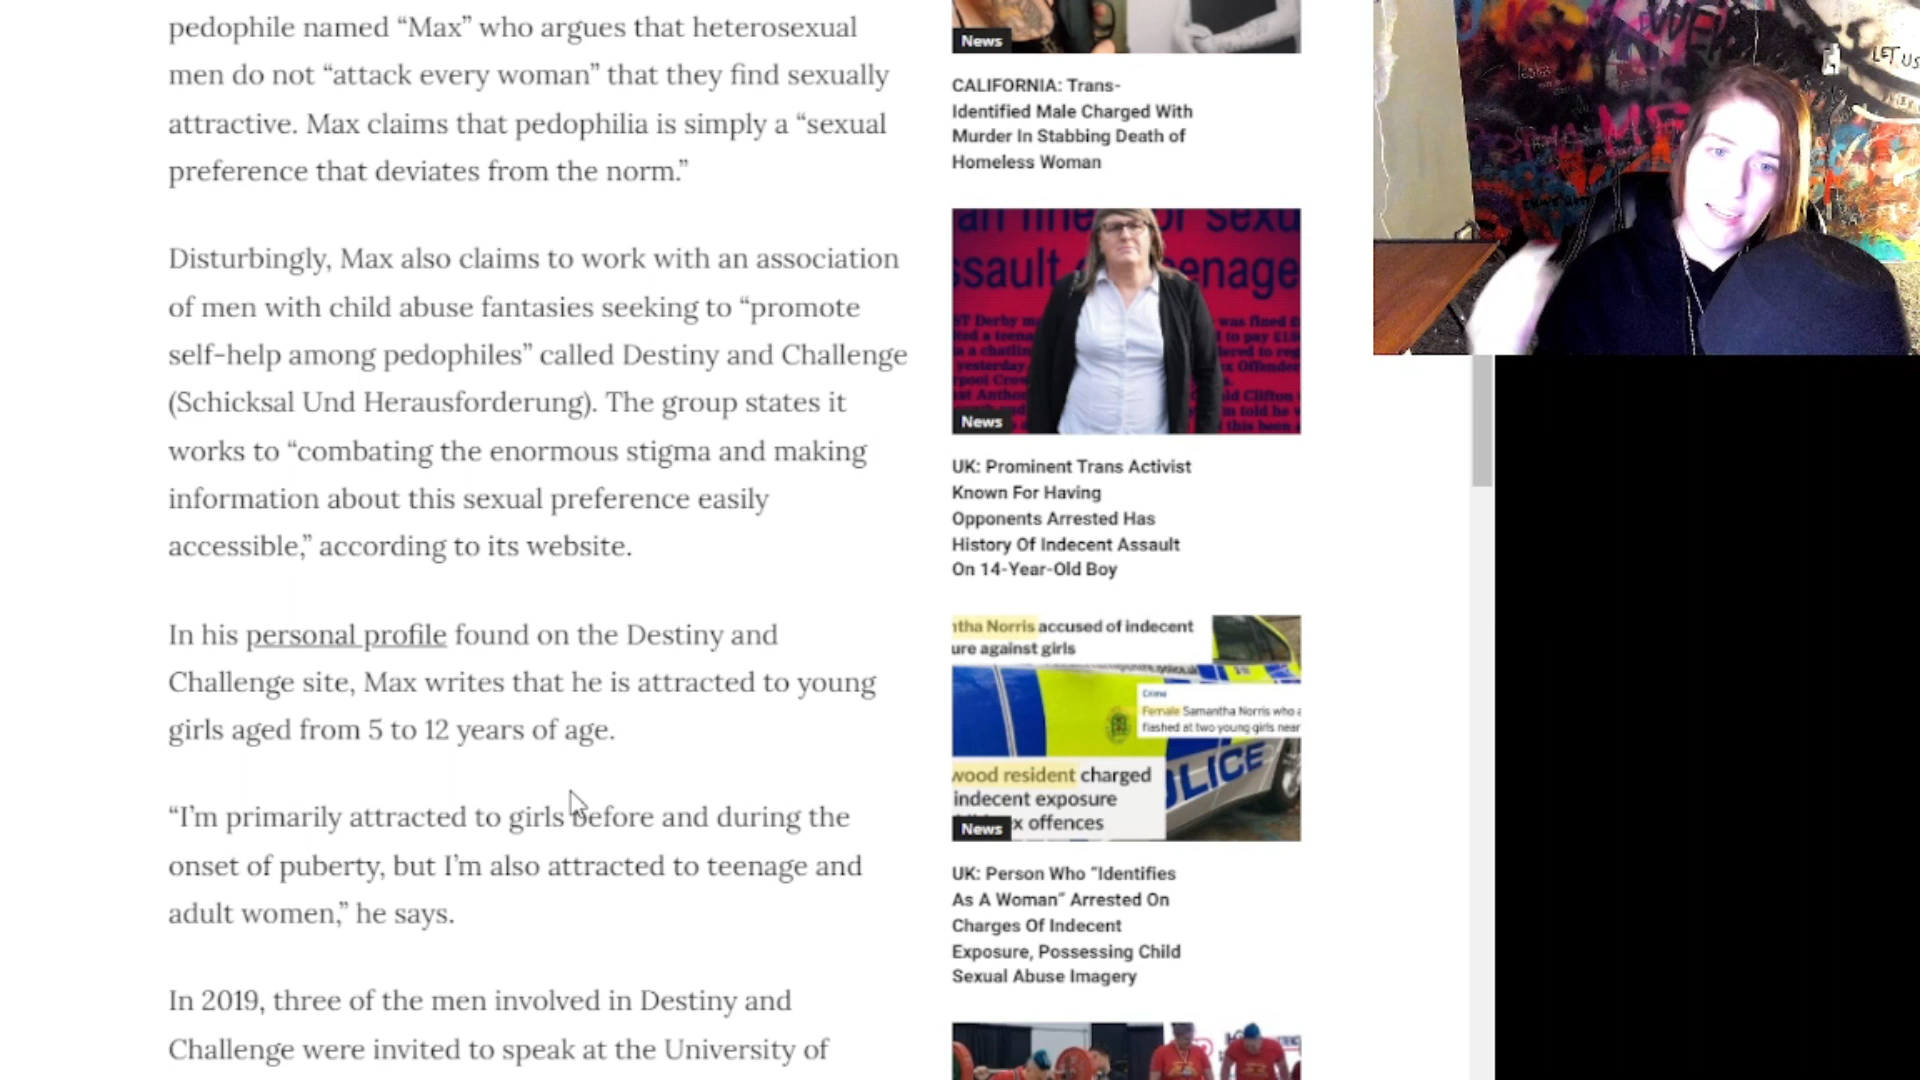 pedophile named “Max” who argues that heterosexual
men do not “attack every woman” that they find sexually
attractive. Max claims that pedophilia is simply a “sexual
preference that deviates from the norm.”
Disturbingly, Max also claims to work with an association
of men with child abuse fantasies seeking to “promote
self-help among pedophiles” called Destiny and Challenge
(Schicksal Und Herausforderung). The group states it
works to “combating the enormous stigma and making
information about this sexual preference easily
accessible,” according to its website.
In his personal profile found on the Destiny and
Challenge site, Max writes that he is attracted to young
girls aged from 5 to 12 years of age.
“I’m primarily attracted to girls before and during the
onset of puberty, but I’m also attracted to teenage and
adult women,” he says.
In 2019, three of the men involved in Destiny and
Challenge were invited to speak at the University of
News
CALIFORNIA: Trans-
Identified Male Charged With
Murder In Stabbing Death of
Homeless Woman
News
UK: Prominent Trans Activist
Known For Having
Opponents Arrested Has
History Of Indecent Assault
On 14-Year-Old Boy
ntha Norris accused of indecent
ure against girls
Crime
Female Samantha Norris who a
flashed at two young girls near
wood resident charged
indecent exposure
x offences
LICE
News
UK: Person Who “Identifies
As A Woman” Arrested On
Charges Of Indecent
Exposure, Possessing Child
Sexual Abuse Imagery
LET US